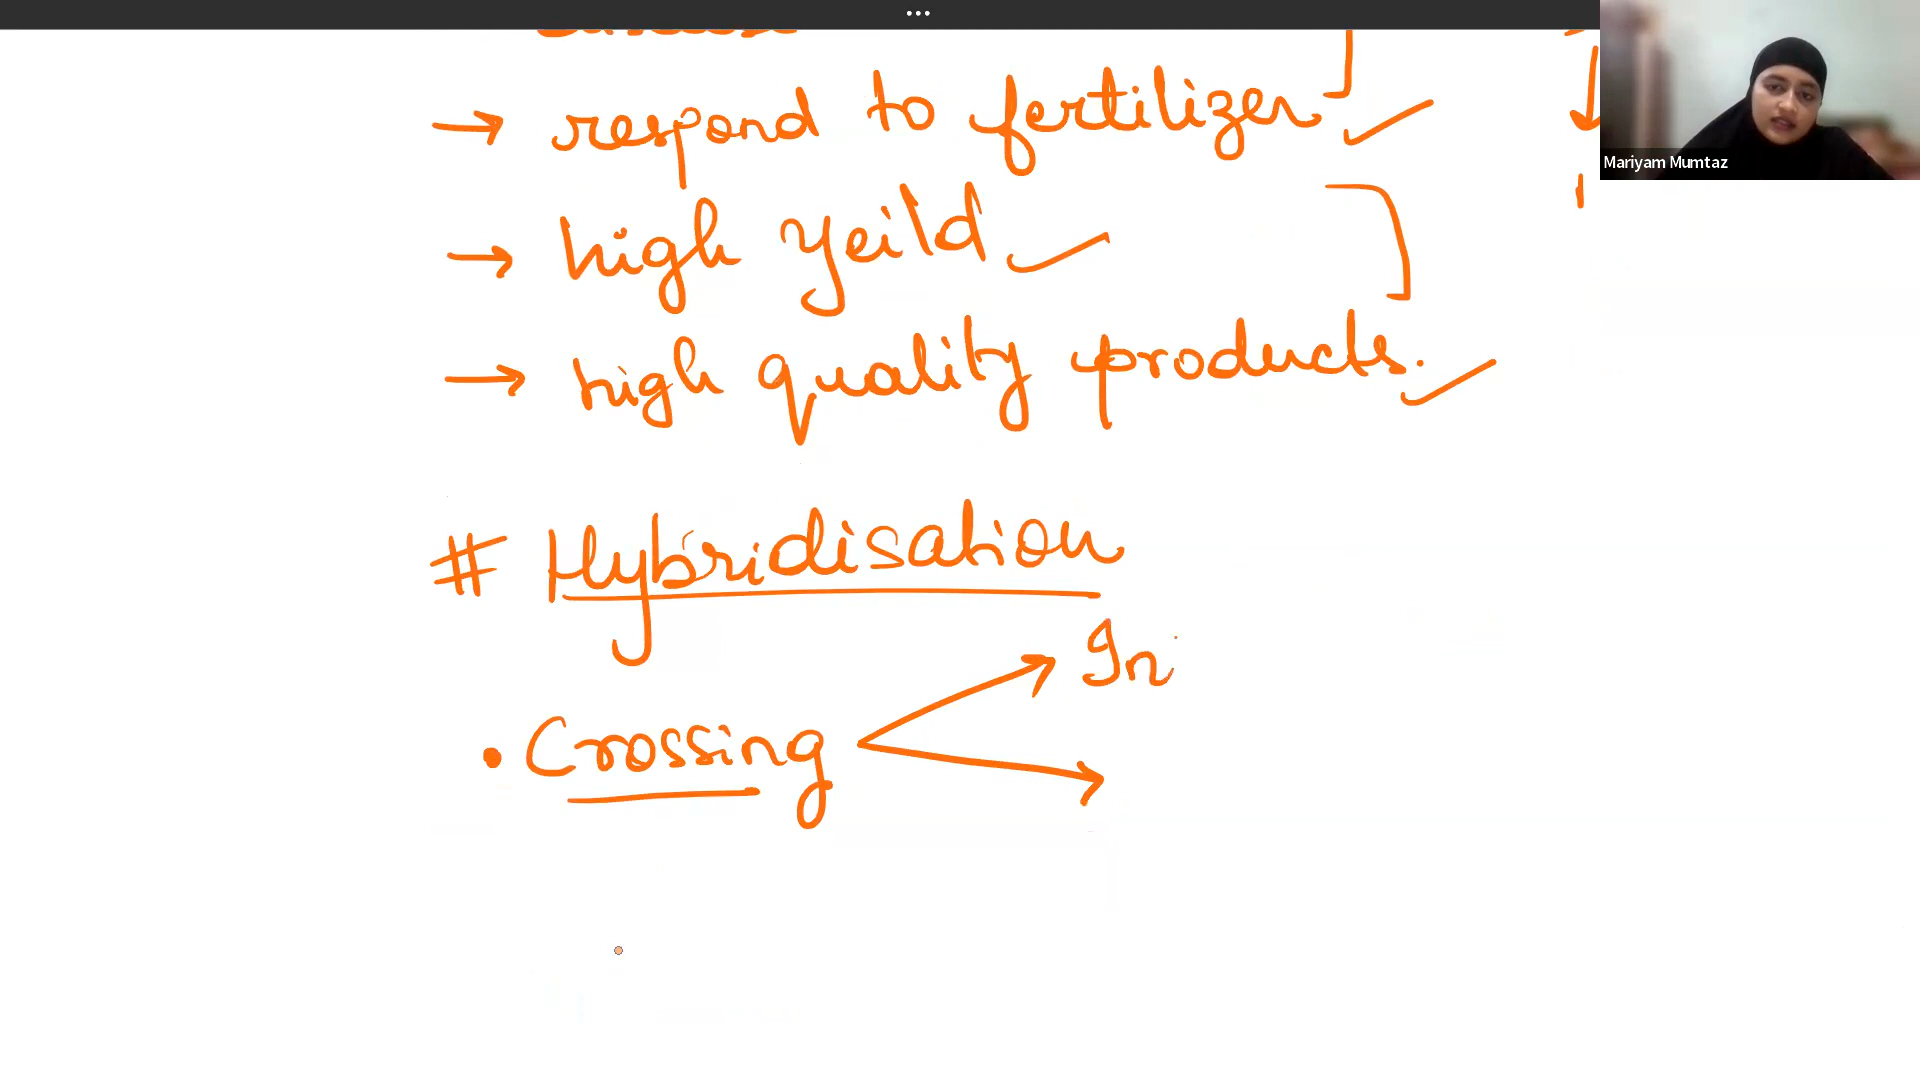 → respond to fertilizer
→ high yeild
→ high quality products.
# Hybridisation
In
• Crossing
Mariyam Mumtaz